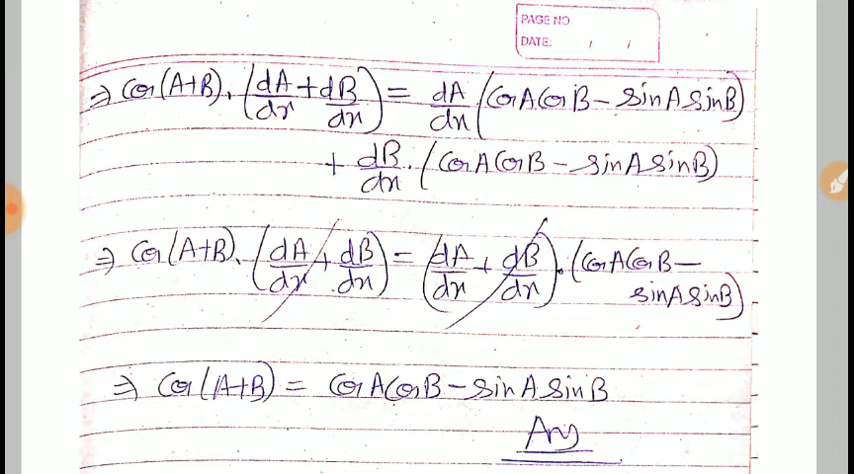 PAGE NO
DATE: / /
⇒ Cos(A+B). (dA/dx + dB/dx) = dA/dx (CosACosB - SinASinB)
+ dB/dx. (CosACosB - SinASinB)
⇒ Cos(A+B). (dA/dx + dB/dx) = (dA/dx + dB/dx). (CosACosB -
SinASinB)
⇒ Cos(A+B) = CosACosB - SinASinB
Ans